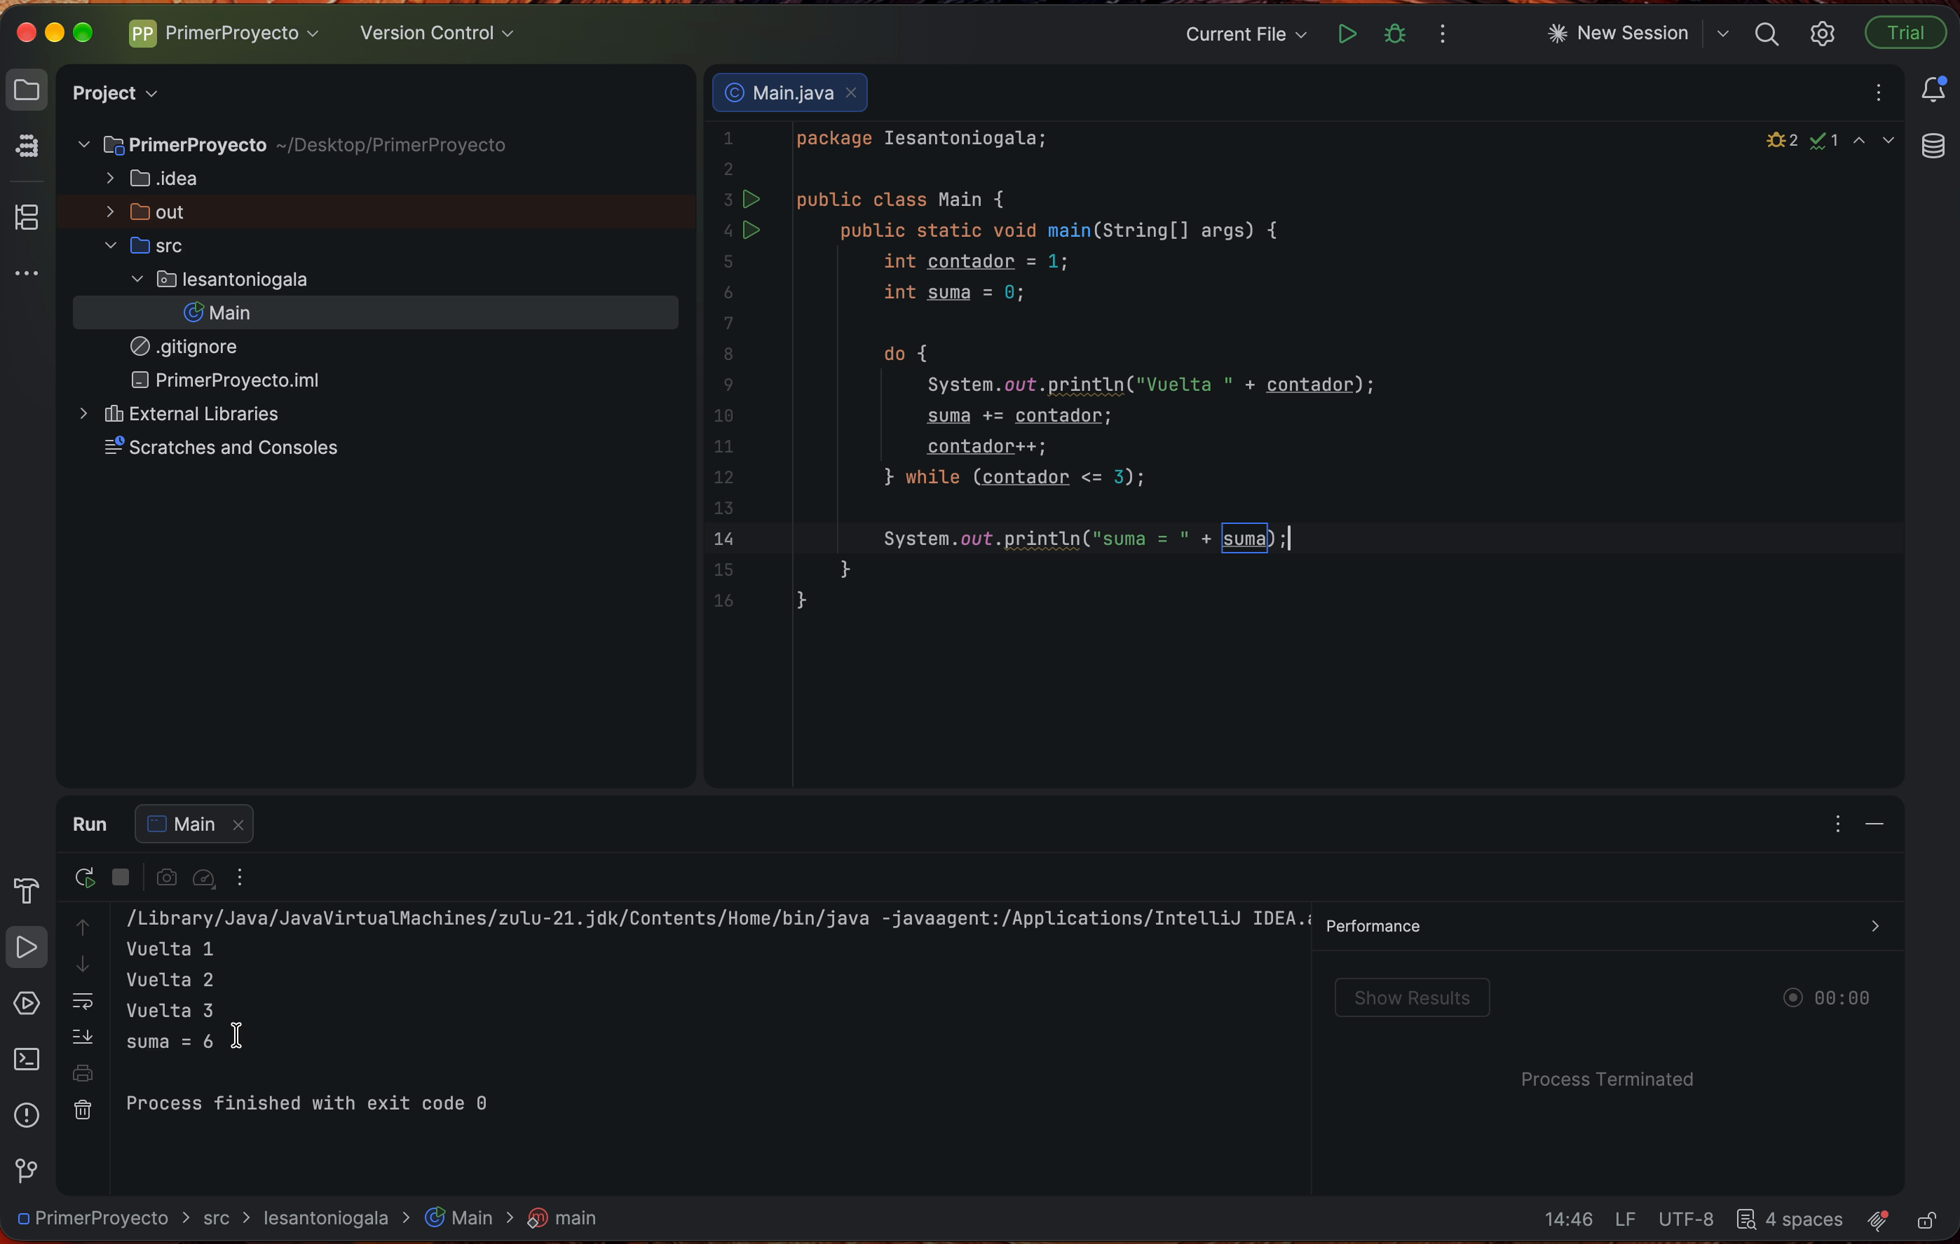 PP PrimerProyecto
Version Control
Current File
New Session
Trial
Project
PrimerProyecto ~/Desktop/PrimerProyecto
.idea
out
src
Iesantoniogala
Main
.gitignore
PrimerProyecto.iml
External Libraries
Scratches and Consoles
Main.java
2 1
1 package Iesantoniogala;
2
3 public class Main {
4 public static void main(String[] args) {
5 int contador = 1;
6 int suma = 0;
7
8 do {
9 System.out.println("Vuelta " + contador);
10 suma += contador;
11 contador++;
12 } while (contador <= 3);
13
14 System.out.println("suma = " + suma);
15 }
16 }
Run Main
/Library/Java/JavaVirtualMachines/zulu-21.jdk/Contents/Home/bin/java -javaagent:/Applications/IntelliJ IDEA.a
Vuelta 1
Vuelta 2
Vuelta 3
suma = 6
Process finished with exit code 0
Performance
Show Results 00:00
Process Terminated
PrimerProyecto > src > Iesantoniogala > Main > main
14:46 LF UTF-8 4 spaces